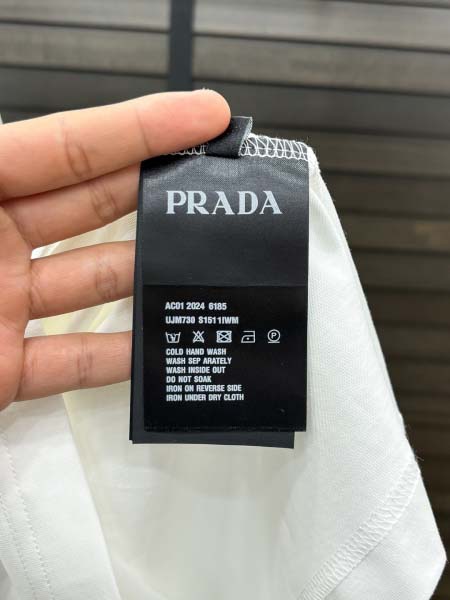 PRADA
AC01 2024 6185
UJM730 S1511IWM
COLD HAND WASH
WASH SEP ARATELY
WASH INSIDE OUT
DO NOT SOAK
IRON ON REVERSE SIDE
IRON UNDER DRY CLOTH